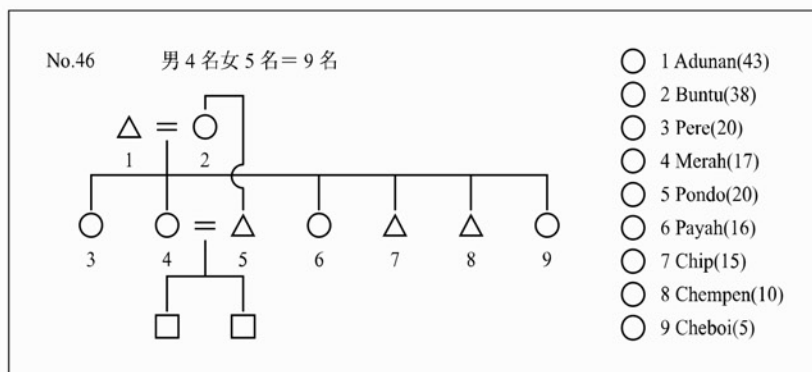 No.46 男4名女5名＝9名
1 2
3 4 5 6 7 8 9
1 Adunan(43)
2 Buntu(38)
3 Pere(20)
4 Merah(17)
5 Pondo(20)
6 Payah(16)
7 Chip(15)
8 Chempen(10)
9 Cheboi(5)